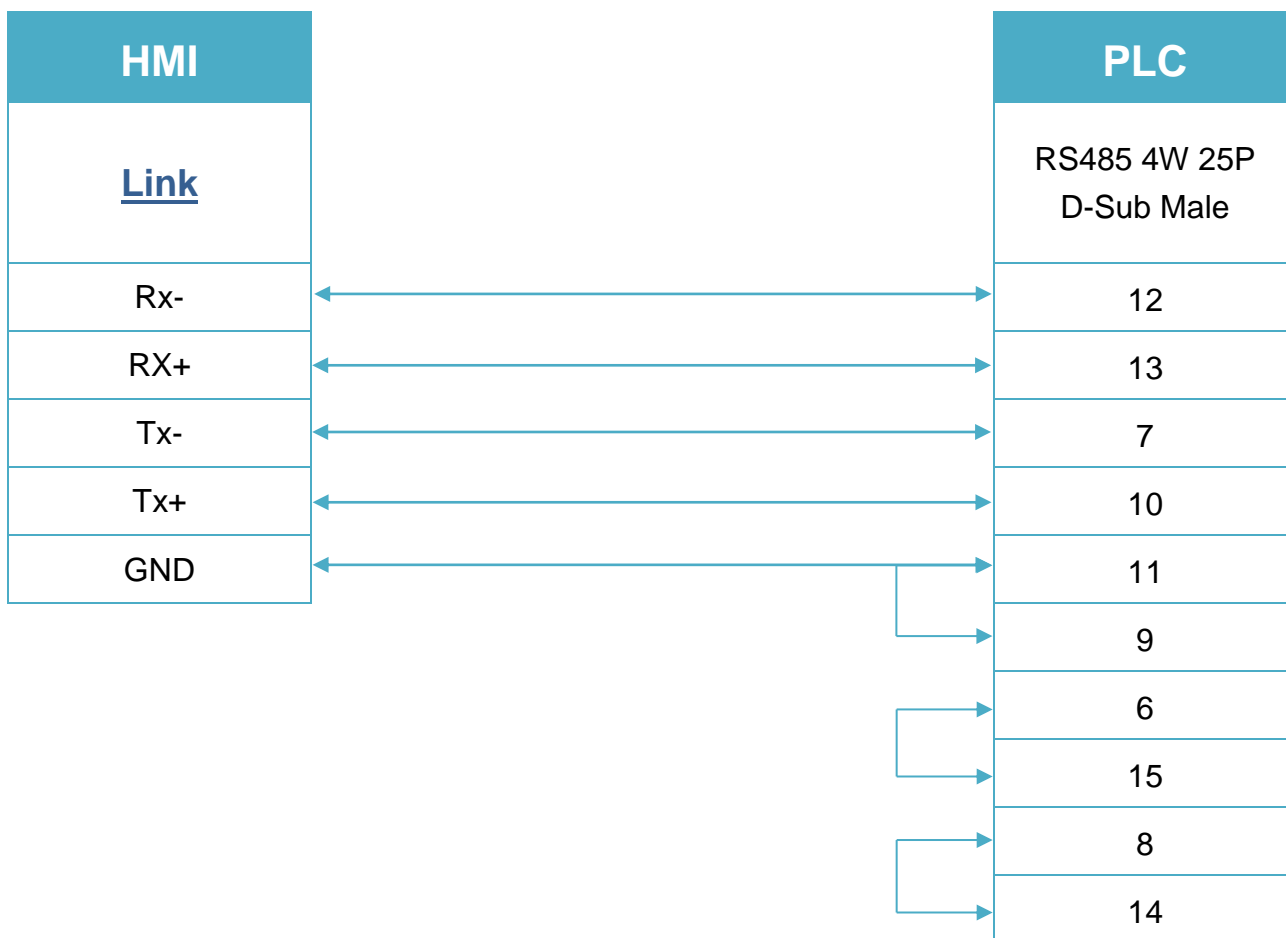 HMI
PLC
Link
RS485 4W 25P
D-Sub Male
Rx-
12
RX+
13
Tx-
7
Tx+
10
GND
11
9
6
15
8
14